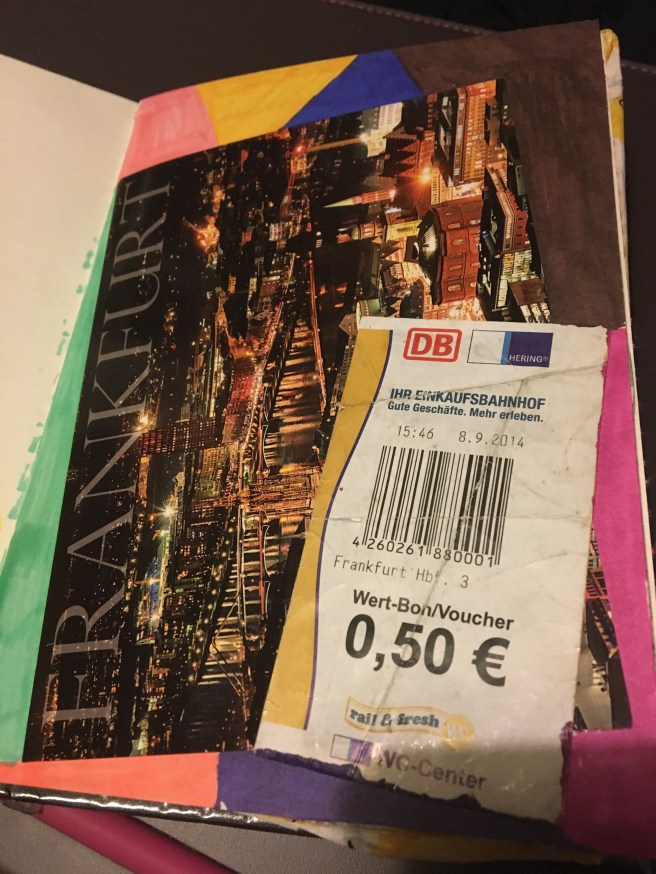 FRANKFURT
DB
HERING®
IHR EINKAUFSBAHNHOF
Gute Geschäfte. Mehr erleben.
15:46 8.9.2014
4 260261 880001
Frankfurt Hbf. 3
Wert-Bon/Voucher
0,50 €
rail & fresh WC
WC-Center